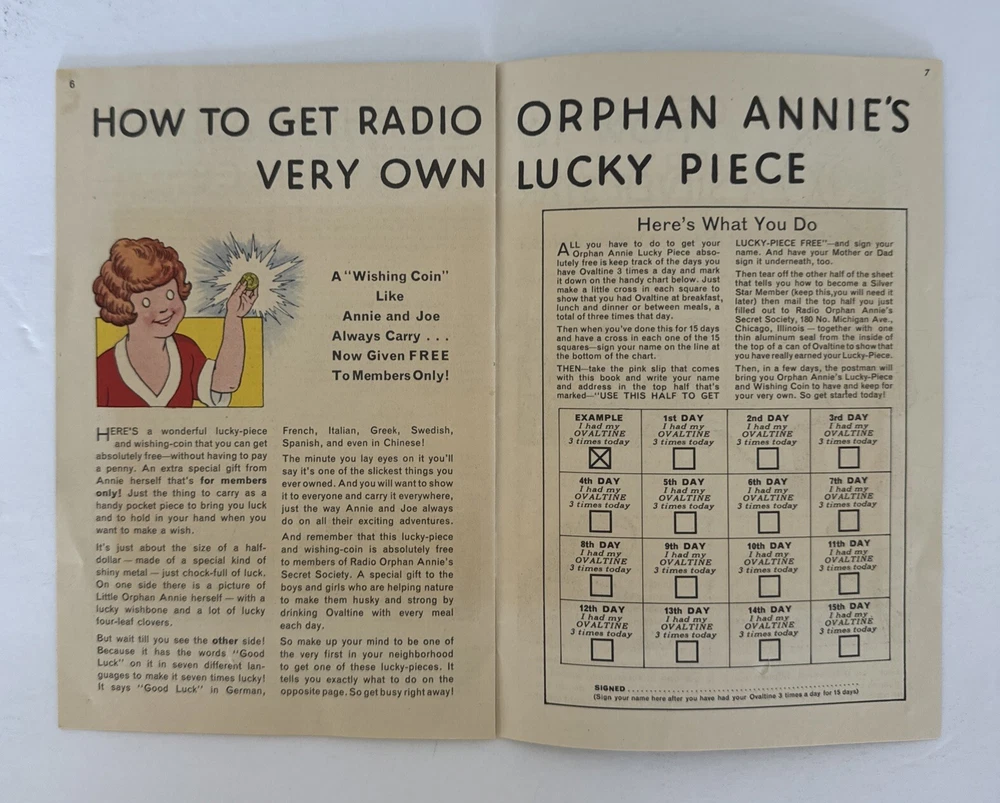 6
HOW TO GET RADIO ORPHAN ANNIE'S
VERY OWN LUCKY PIECE
A "Wishing Coin"
Like
Annie and Joe
Always Carry . . .
Now Given FREE
To Members Only!
HERE'S a wonderful lucky-piece
and wishing-coin that you can get
absolutely free—without having to pay
a penny. An extra special gift from
Annie herself that's for members
only! Just the thing to carry as a
handy pocket piece to bring you luck
and to hold in your hand when you
want to make a wish.
It's just about the size of a half-
dollar — made of a special kind of
shiny metal — just chock-full of luck.
On one side there is a picture of
Little Orphan Annie herself — with a
lucky wishbone and a lot of lucky
four-leaf clovers.
But wait till you see the other side!
Because it has the words "Good
Luck" on it in seven different lan-
guages to make it seven times lucky!
It says "Good Luck" in German,
French, Italian, Greek, Swedish,
Spanish, and even in Chinese!
The minute you lay eyes on it you'll
say it's one of the slickest things you
ever owned. And you will want to show
it to everyone and carry it everywhere,
just the way Annie and Joe always
do on all their exciting adventures.
And remember that this lucky-piece
and wishing-coin is absolutely free
to members of Radio Orphan Annie's
Secret Society. A special gift to the
boys and girls who are helping nature
to make them husky and strong by
drinking Ovaltine with every meal
each day.
So make up your mind to be one of
the very first in your neighborhood
to get one of these lucky-pieces. It
tells you exactly what to do on the
opposite page. So get busy right away!
7
Here's What You Do
ALL you have to do to get your
Orphan Annie Lucky Piece abso-
lutely free is keep track of the days you
have Ovaltine 3 times a day and mark
it down on the handy chart below. Just
make a little cross in each square to
show that you had Ovaltine at breakfast,
lunch and dinner or between meals, a
total of three times that day.
Then when you've done this for 15 days
and have a cross in each one of the 15
squares—sign your name on the line at
the bottom of the chart.
THEN—take the pink slip that comes
with this book and write your name
and address in the top half that's
marked—"USE THIS HALF TO GET
LUCKY-PIECE FREE"—and sign your
name. And have your Mother or Dad
sign it underneath, too.
Then tear off the other half of the sheet
that tells you how to become a Silver
Star Member (keep this, you will need it
later) then mail the top half you just
filled out to Radio Orphan Annie's
Secret Society, 180 No. Michigan Ave.,
Chicago, Illinois — together with one
thin aluminum seal from the inside of
the top of a can of Ovaltine to show that
you have really earned your Lucky-Piece.
Then, in a few days, the postman will
bring you Orphan Annie's Lucky-Piece
and Wishing Coin to have and keep for
your very own. So get started today!
EXAMPLE
I had my
OVALTINE
3 times today
1st DAY
I had my
OVALTINE
3 times today
2nd DAY
I had my
OVALTINE
3 times today
3rd DAY
I had my
OVALTINE
3 times today
4th DAY
I had my
OVALTINE
3 times today
5th DAY
I had my
OVALTINE
3 times today
6th DAY
I had my
OVALTINE
3 times today
7th DAY
I had my
OVALTINE
3 times today
8th DAY
I had my
OVALTINE
3 times today
9th DAY
I had my
OVALTINE
3 times today
10th DAY
I had my
OVALTINE
3 times today
11th DAY
I had my
OVALTINE
3 times today
12th DAY
I had my
OVALTINE
3 times today
13th DAY
I had my
OVALTINE
3 times today
14th DAY
I had my
OVALTINE
3 times today
15th DAY
I had my
OVALTINE
3 times today
SIGNED ..................................................
(Sign your name here after you have had your Ovaltine 3 times a day for 15 days)